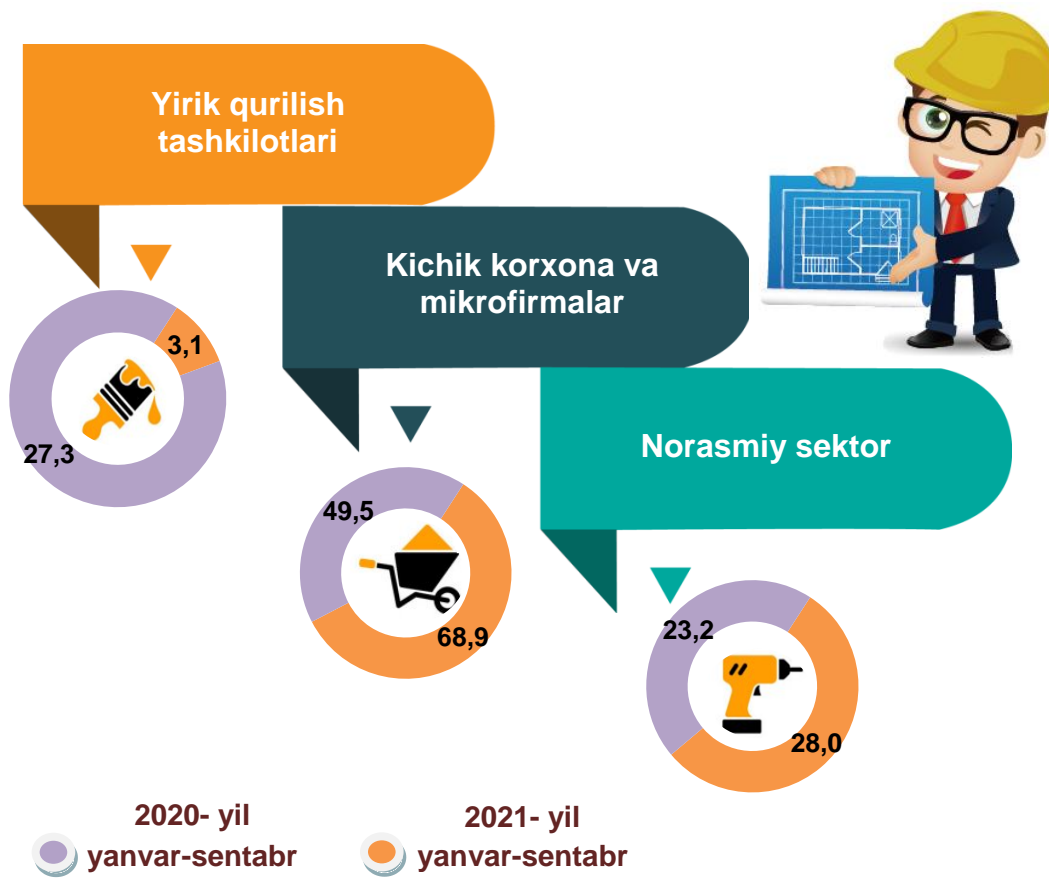 Yirik qurilish
tashkilotlari
Kichik korxona va
mikrofirmalar
3,1
27,3
Norasmiy sektor
49,5
68,9
23,2
28,0
2020- yil
yanvar-sentabr
2021- yil
yanvar-sentabr